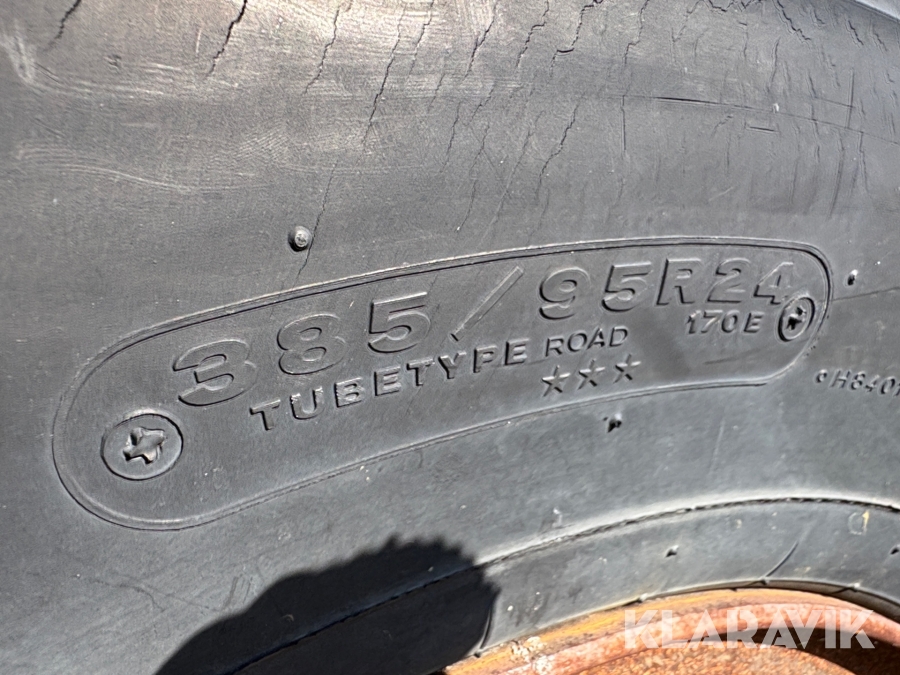 385/95R24
TUBETYPE ROAD 170E
★★★
KLARAVIK